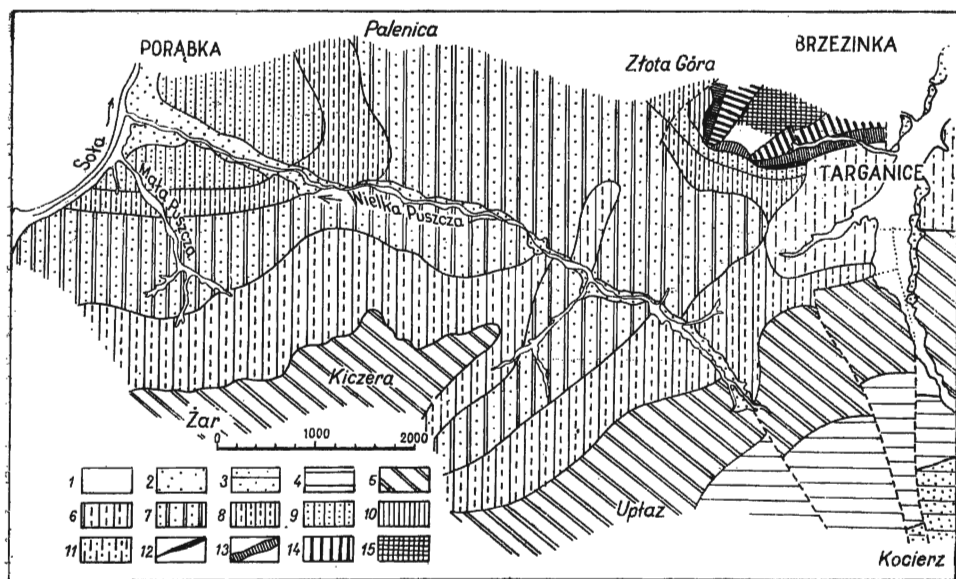 Palenica
PORĄBKA
BRZEZINKA
Złota Góra
Soła
Mała Puszcza
Wielka Puszcza
TARGANICE
Kiczera
Żar
0 1000 2000
1 2 3 4 5
6 7 8 9 10
11 12 13 14 15
Upłaz
Kocierz